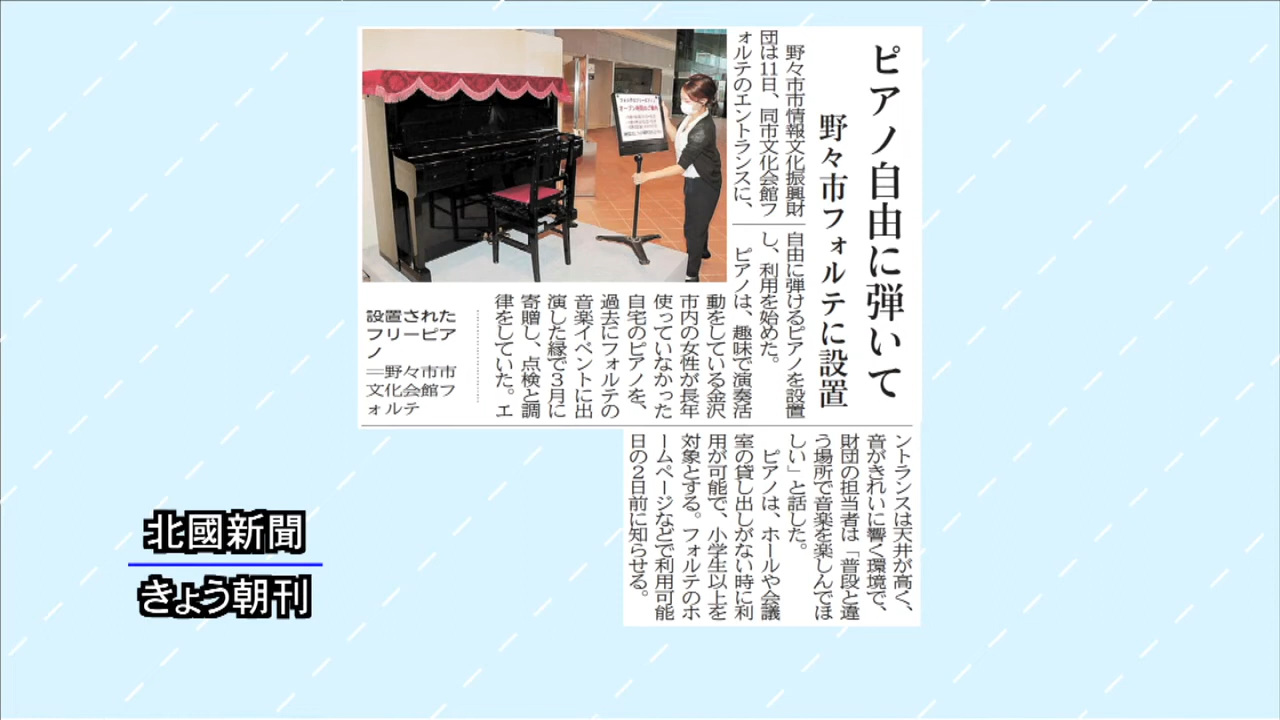 ピアノ自由に弾いて
野々市フォルテに設置
野々市市情報文化振興財
団は11日、同市文化会館フ
ォルテのエントランスに、
自由に弾けるピアノを設置
し、利用を始めた。
ピアノは、趣味で演奏活
動をしている金沢
市内の女性が長年
使っていなかった
自宅のピアノを、
過去にフォルテの
音楽イベントに出
演した縁で3月に
寄贈し、点検と調
律をしていた。エ
ントランスは天井が高く、
音がきれいに響く環境で、
財団の担当者は「普段と違
う場所で音楽を楽しんでほ
しい」と話した。
ピアノは、ホールや会議
室の貸し出しがない時に利
用が可能で、小学生以上を
対象とする。フォルテのホ
ームページなどで利用可能
日の2日前に知らせる。
設置された
フリーピア
ノ
=野々市市
文化会館フ
ォルテ
北國新聞
きょう朝刊